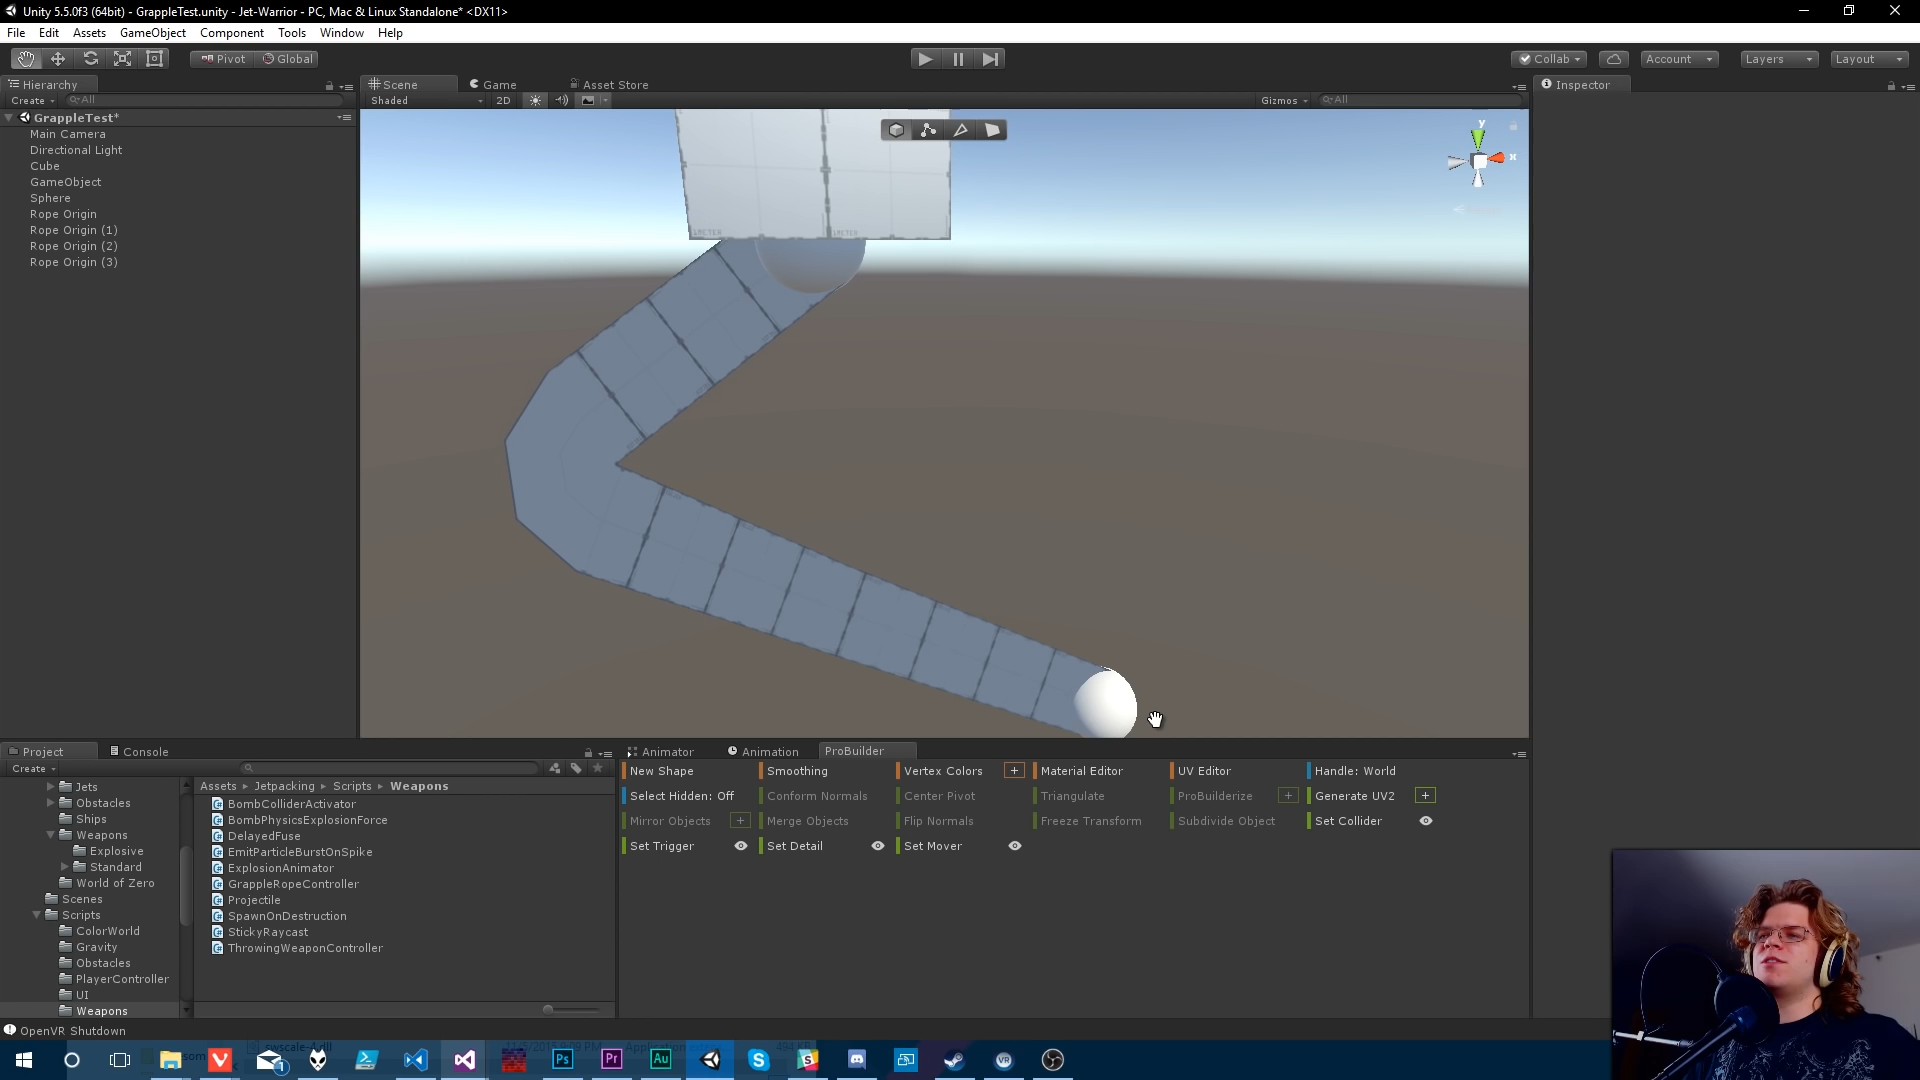 Unity 5.5.0f3 (64bit) - GrappleTest.unity - Jet-Warrior - PC, Mac & Linux Standalone* <DX11>
File Edit Assets GameObject Component Tools Window Help
Pivot Global Collab Account Layers Layout
Hierarchy Scene Game Asset Store Inspector
Create All Shaded 2D Gizmos All
GrappleTest*
Main Camera
Directional Light
Cube
GameObject
Sphere
Rope Origin
Rope Origin (1)
Rope Origin (2)
Rope Origin (3)
y
x
Project Console Animator Animation ProBuilder
Create
Jets
Obstacles
Ships
Weapons
Explosive
Standard
World of Zero
Scenes
Scripts
ColorWorld
Gravity
Obstacles
PlayerController
UI
Weapons
Assets Jetpacking Scripts Weapons
BombColliderActivator
BombPhysicsExplosionForce
DelayedFuse
EmitParticleBurstOnSpike
ExplosionAnimator
GrappleRopeController
Projectile
SpawnOnDestruction
StickyRaycast
ThrowingWeaponController
New Shape Smoothing Vertex Colors + Material Editor UV Editor Handle: World
Select Hidden: Off Conform Normals Center Pivot Triangulate ProBuilderize + Generate UV2 +
Mirror Objects + Merge Objects Flip Normals Freeze Transform Subdivide Object Set Collider
Set Trigger Set Detail Set Mover
OpenVR Shutdown
Ps Pr Au